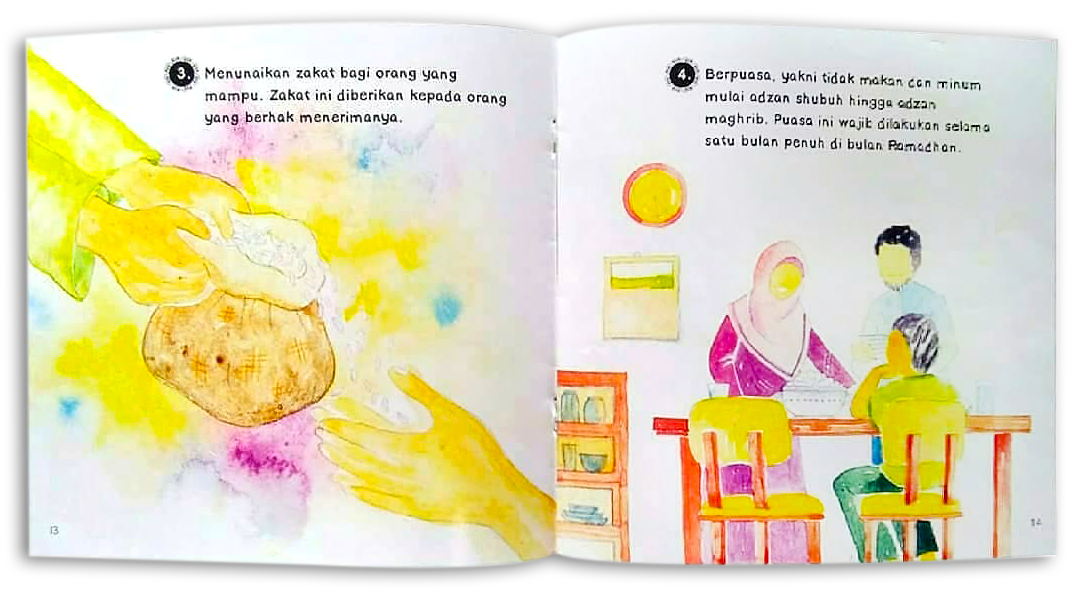 3. Menunaikan zakat bagi orang yang
mampu. Zakat ini diberikan kepada orang
yang berhak menerimanya.
13
4. Berpuasa, yakni tidak makan dan minum
mulai adzan shubuh hingga adzan
maghrib. Puasa ini wajib dilakukan selama
satu bulan penuh di bulan Ramadhan.